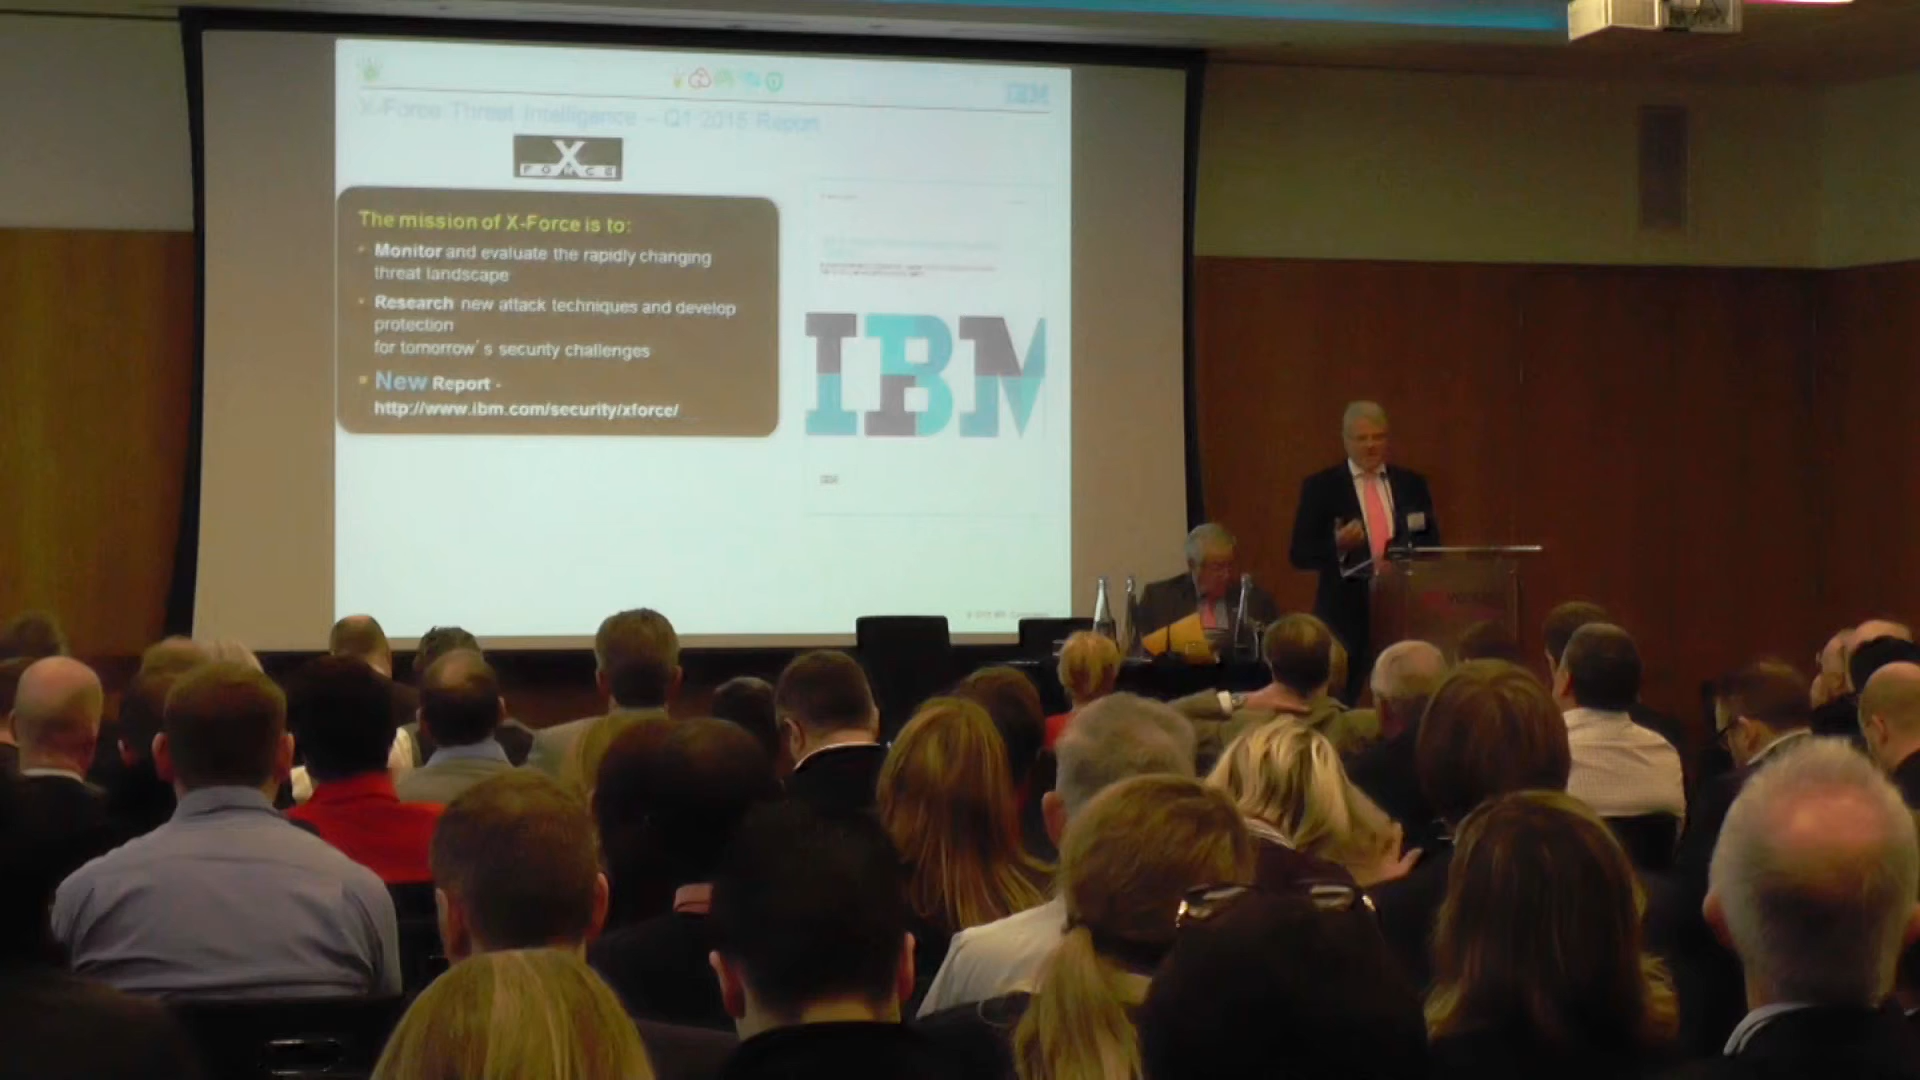 IBM
X-Force Threat Intelligence – Q1 2015 Report
X
FORCE
The mission of X-Force is to:
Monitor and evaluate the rapidly changing
threat landscape
Research new attack techniques and develop
protection
for tomorrow's security challenges
New Report -
http://www.ibm.com/security/xforce/
IBM
IBM